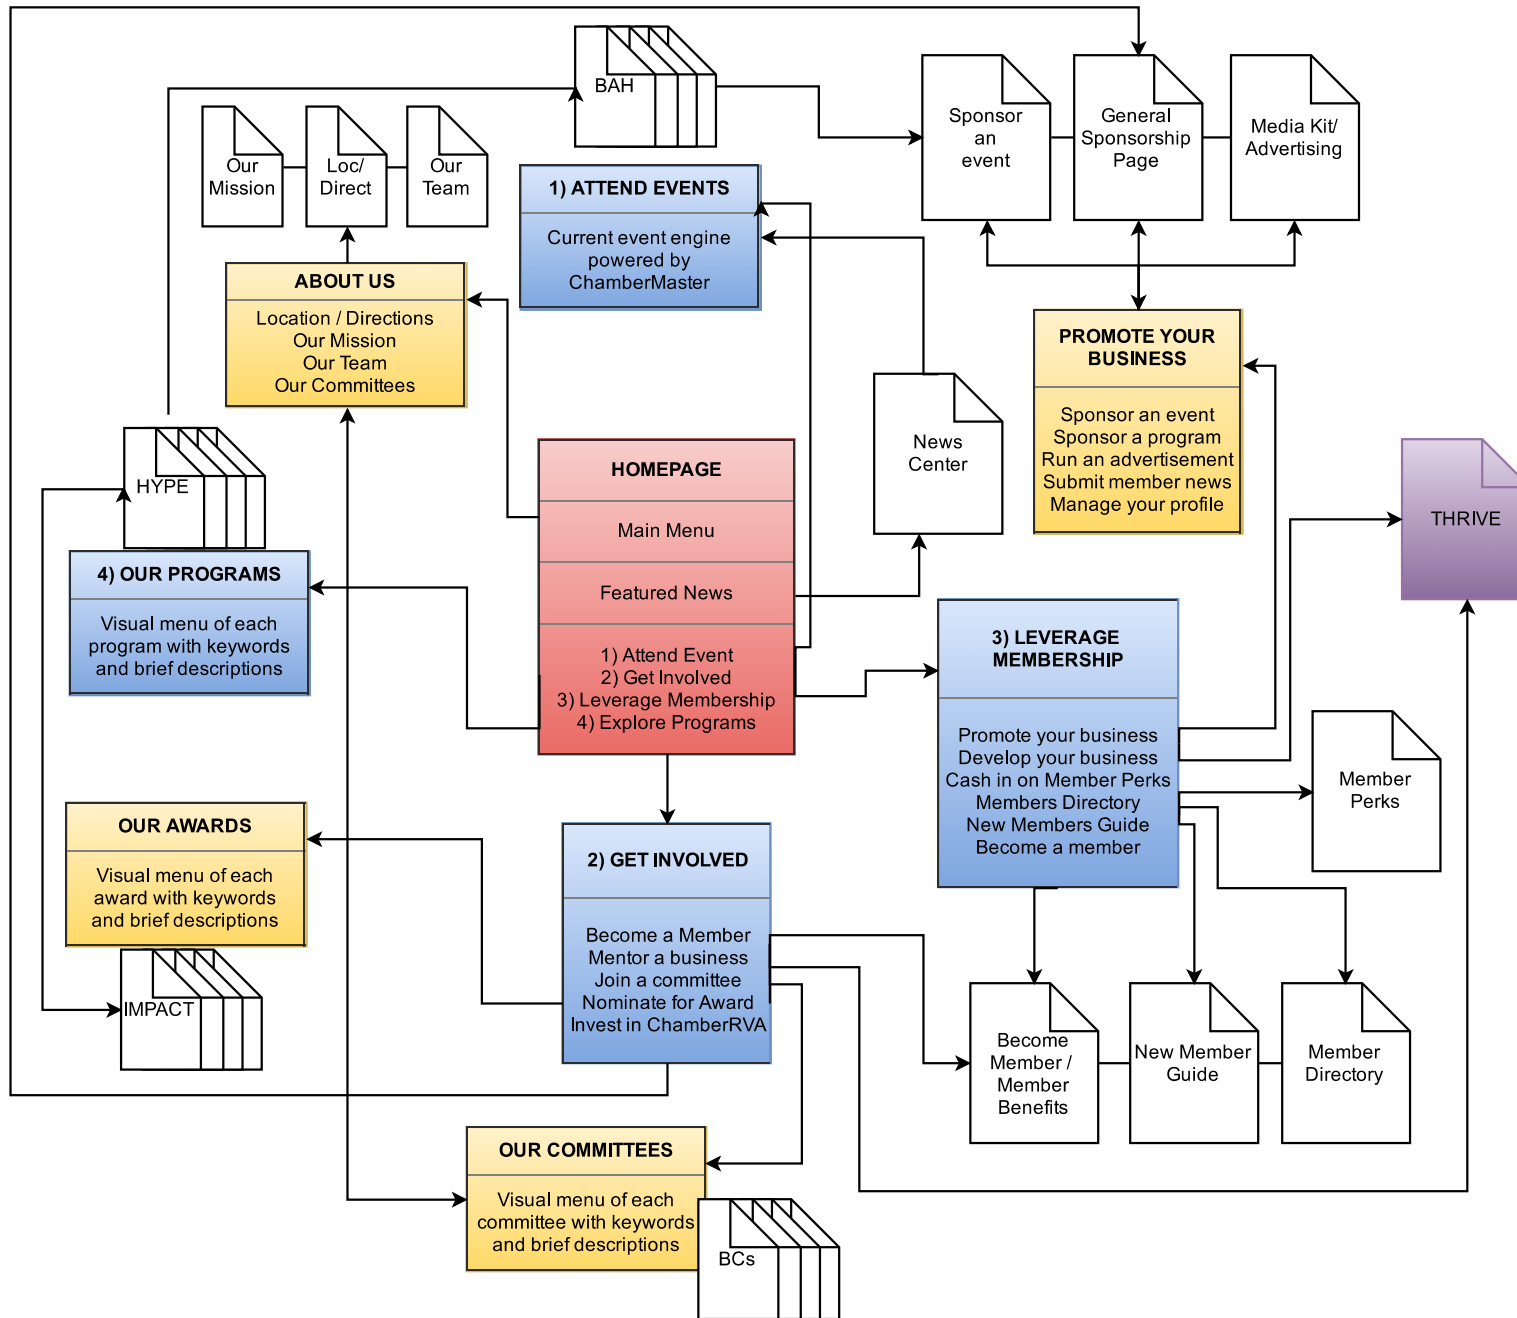 BAH
Sponsor
an
event
General
Sponsorship
Page
Media Kit/
Advertising
Our
Mission
Loc/
Direct
Our
Team
1) ATTEND EVENTS
Current event engine
powered by
ChamberMaster
ABOUT US
Location / Directions
Our Mission
Our Team
Our Committees
PROMOTE YOUR
BUSINESS
Sponsor an event
Sponsor a program
Run an advertisement
Submit member news
Manage your profile
News
Center
HYPE
HOMEPAGE
Main Menu
Featured News
1) Attend Event
2) Get Involved
3) Leverage Membership
4) Explore Programs
THRIVE
4) OUR PROGRAMS
Visual menu of each
program with keywords
and brief descriptions
3) LEVERAGE
MEMBERSHIP
Promote your business
Develop your business
Cash in on Member Perks
Members Directory
New Members Guide
Become a member
Member
Perks
OUR AWARDS
Visual menu of each
award with keywords
and brief descriptions
2) GET INVOLVED
Become a Member
Mentor a business
Join a committee
Nominate for Award
Invest in ChamberRVA
IMPACT
Become
Member /
Member
Benefits
New Member
Guide
Member
Directory
OUR COMMITTEES
Visual menu of each
committee with keywords
and brief descriptions
BCs